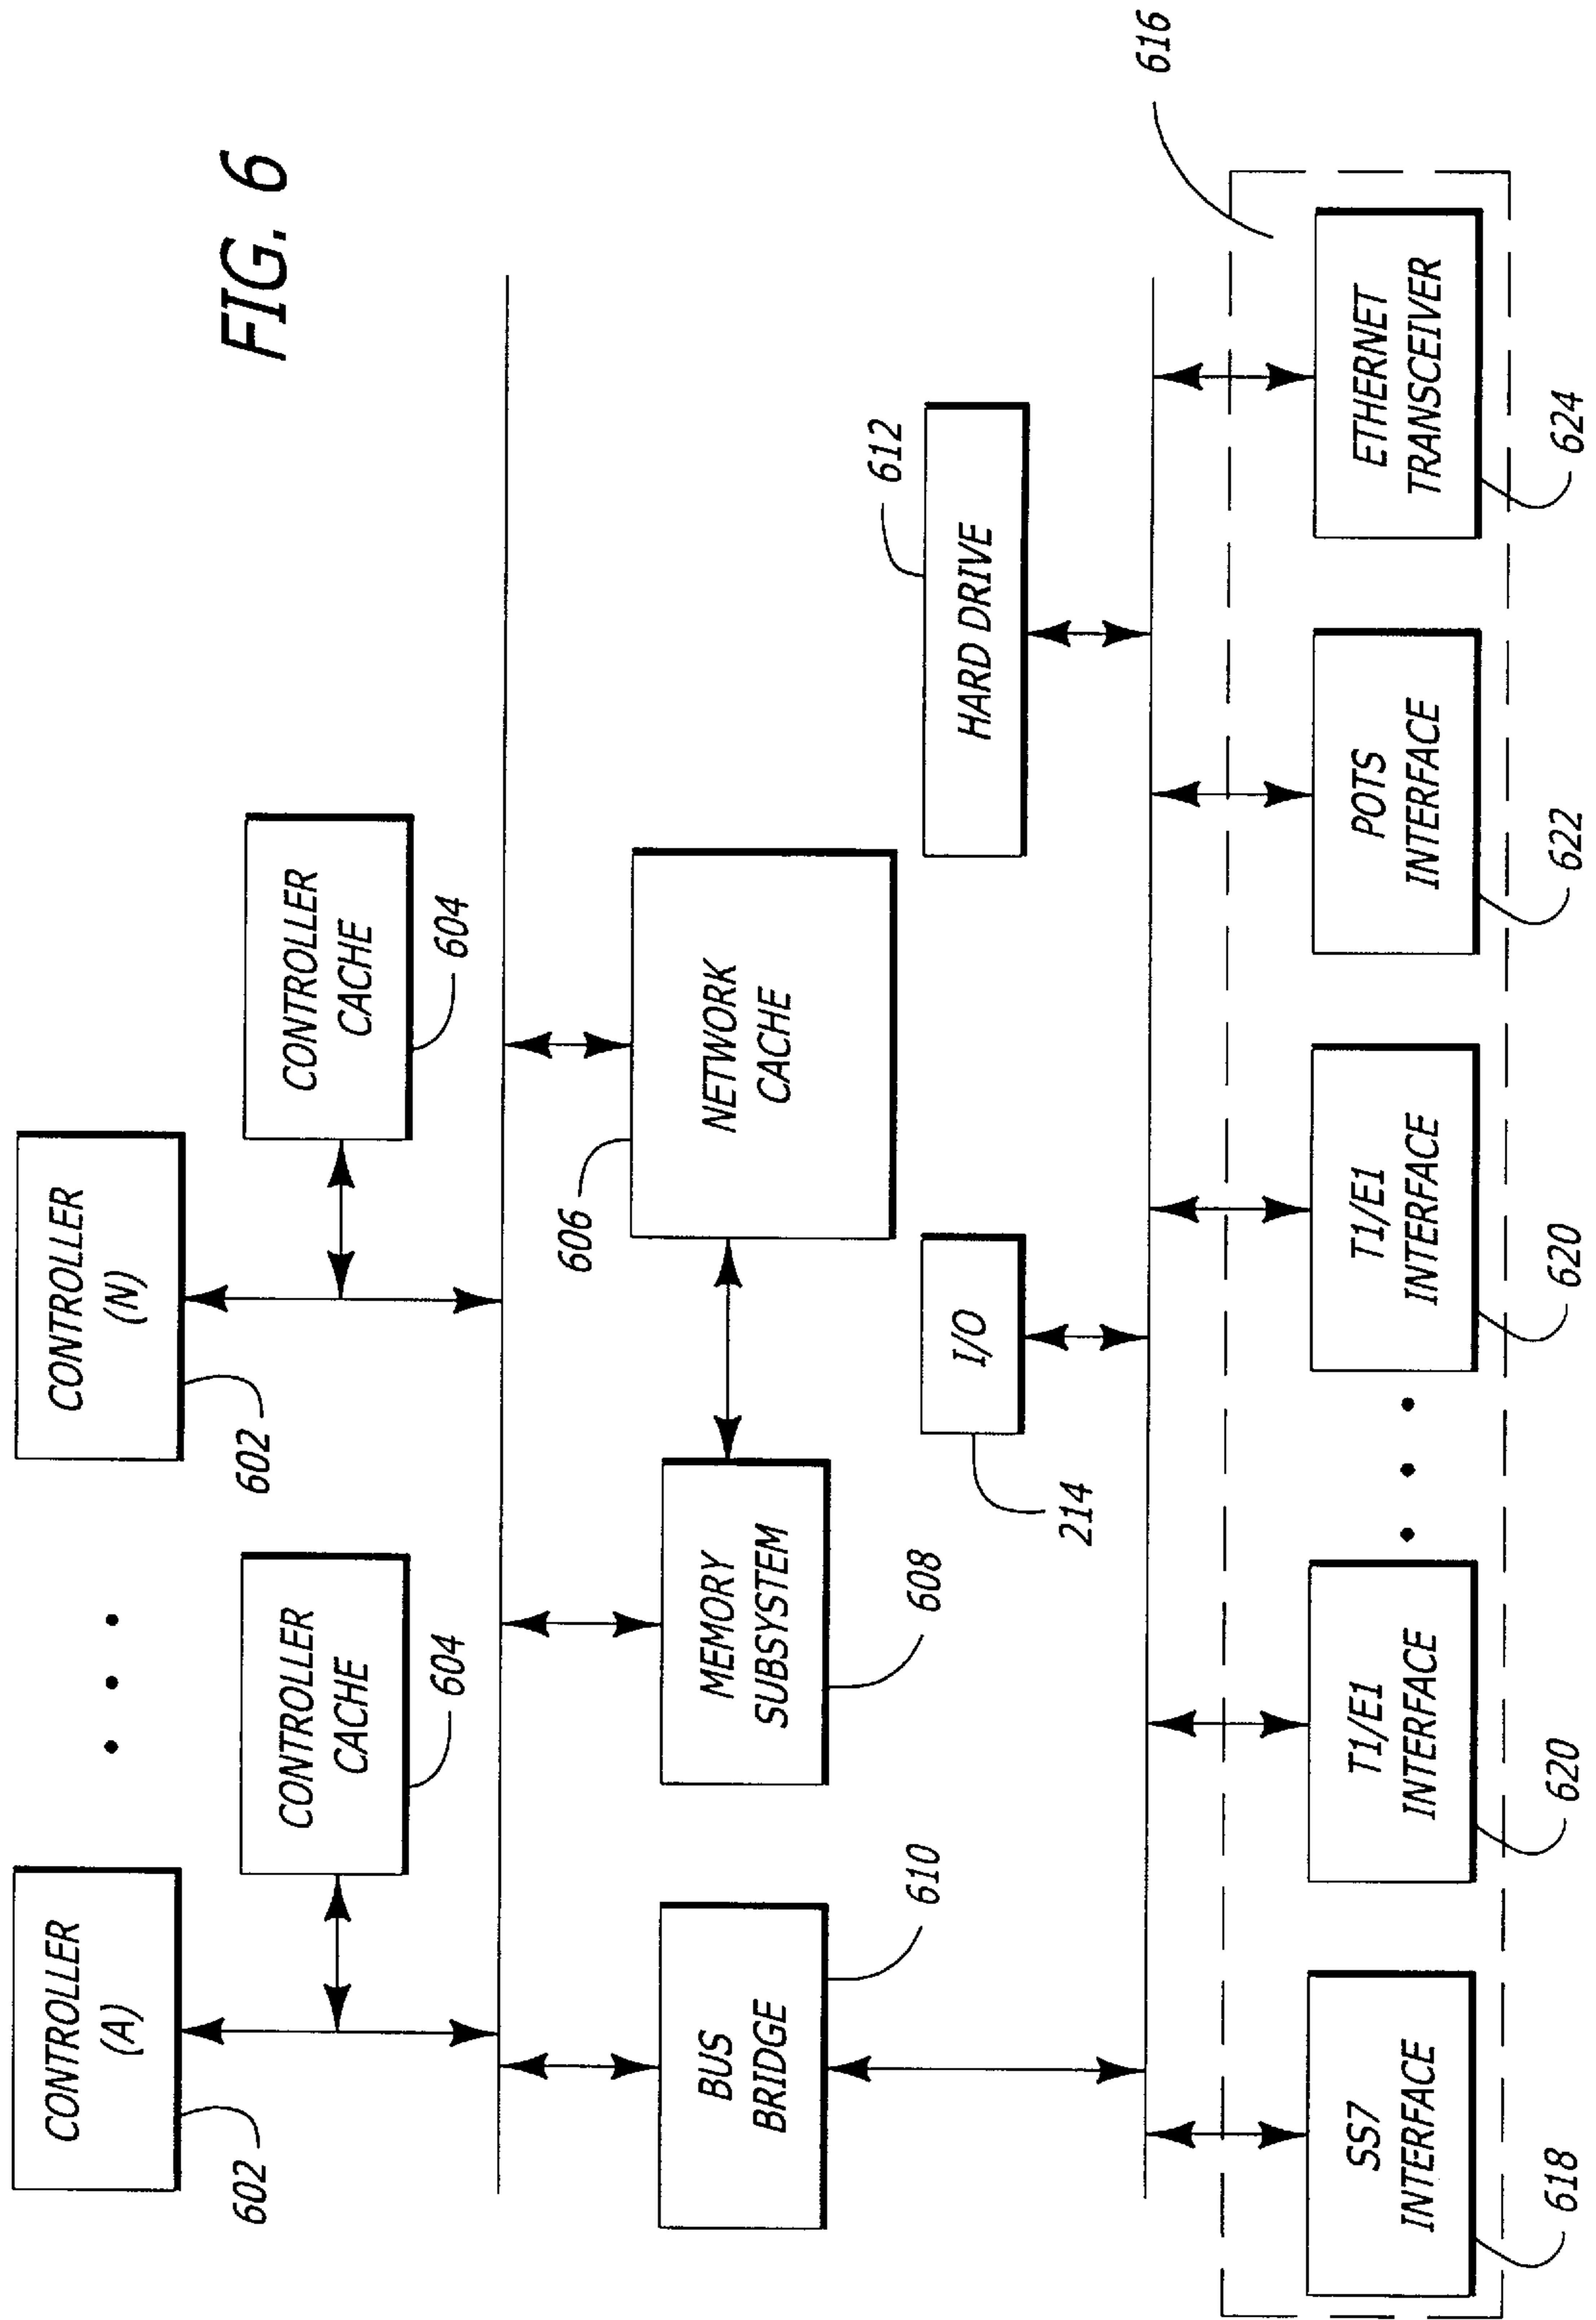 FIG. 6
CONTROLLER
(A)
602
CONTROLLER
CACHE
604
CONTROLLER
(N)
602
CONTROLLER
CACHE
604
BUS
BRIDGE
610
MEMORY
SUBSYSTEM
608
NETWORK
CACHE
606
I/O
214
HARD DRIVE
612
616
SS7
INTERFACE
618
T1/E1
INTERFACE
620
T1/E1
INTERFACE
620
POTS
INTERFACE
622
ETHERNET
TRANSCEIVER
624